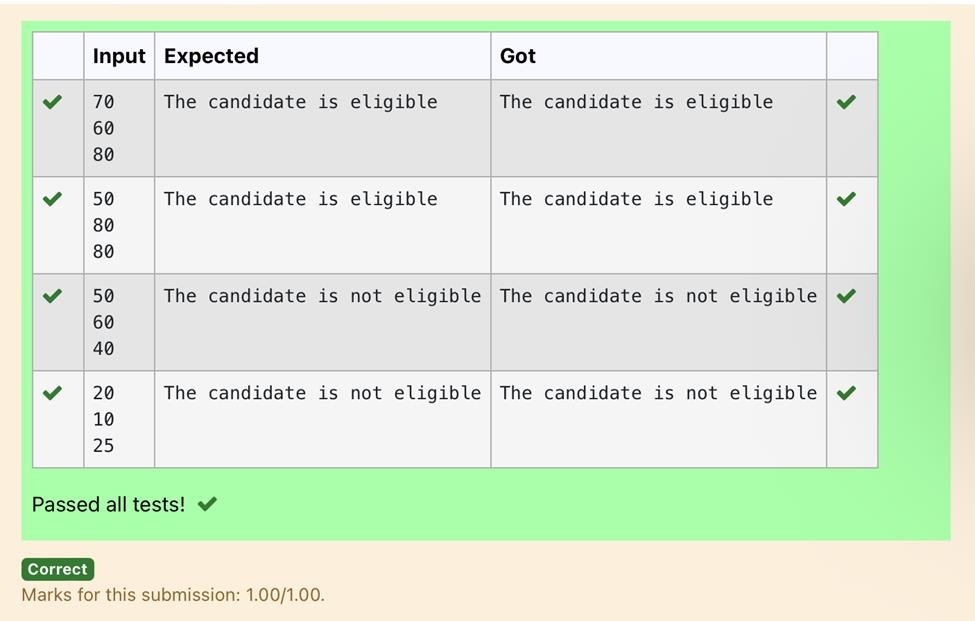 Input Expected Got
70 The candidate is eligible The candidate is eligible
60
80
50 The candidate is eligible The candidate is eligible
80
80
50 The candidate is not eligible The candidate is not eligible
60
40
20 The candidate is not eligible The candidate is not eligible
10
25
Passed all tests!
Correct
Marks for this submission: 1.00/1.00.